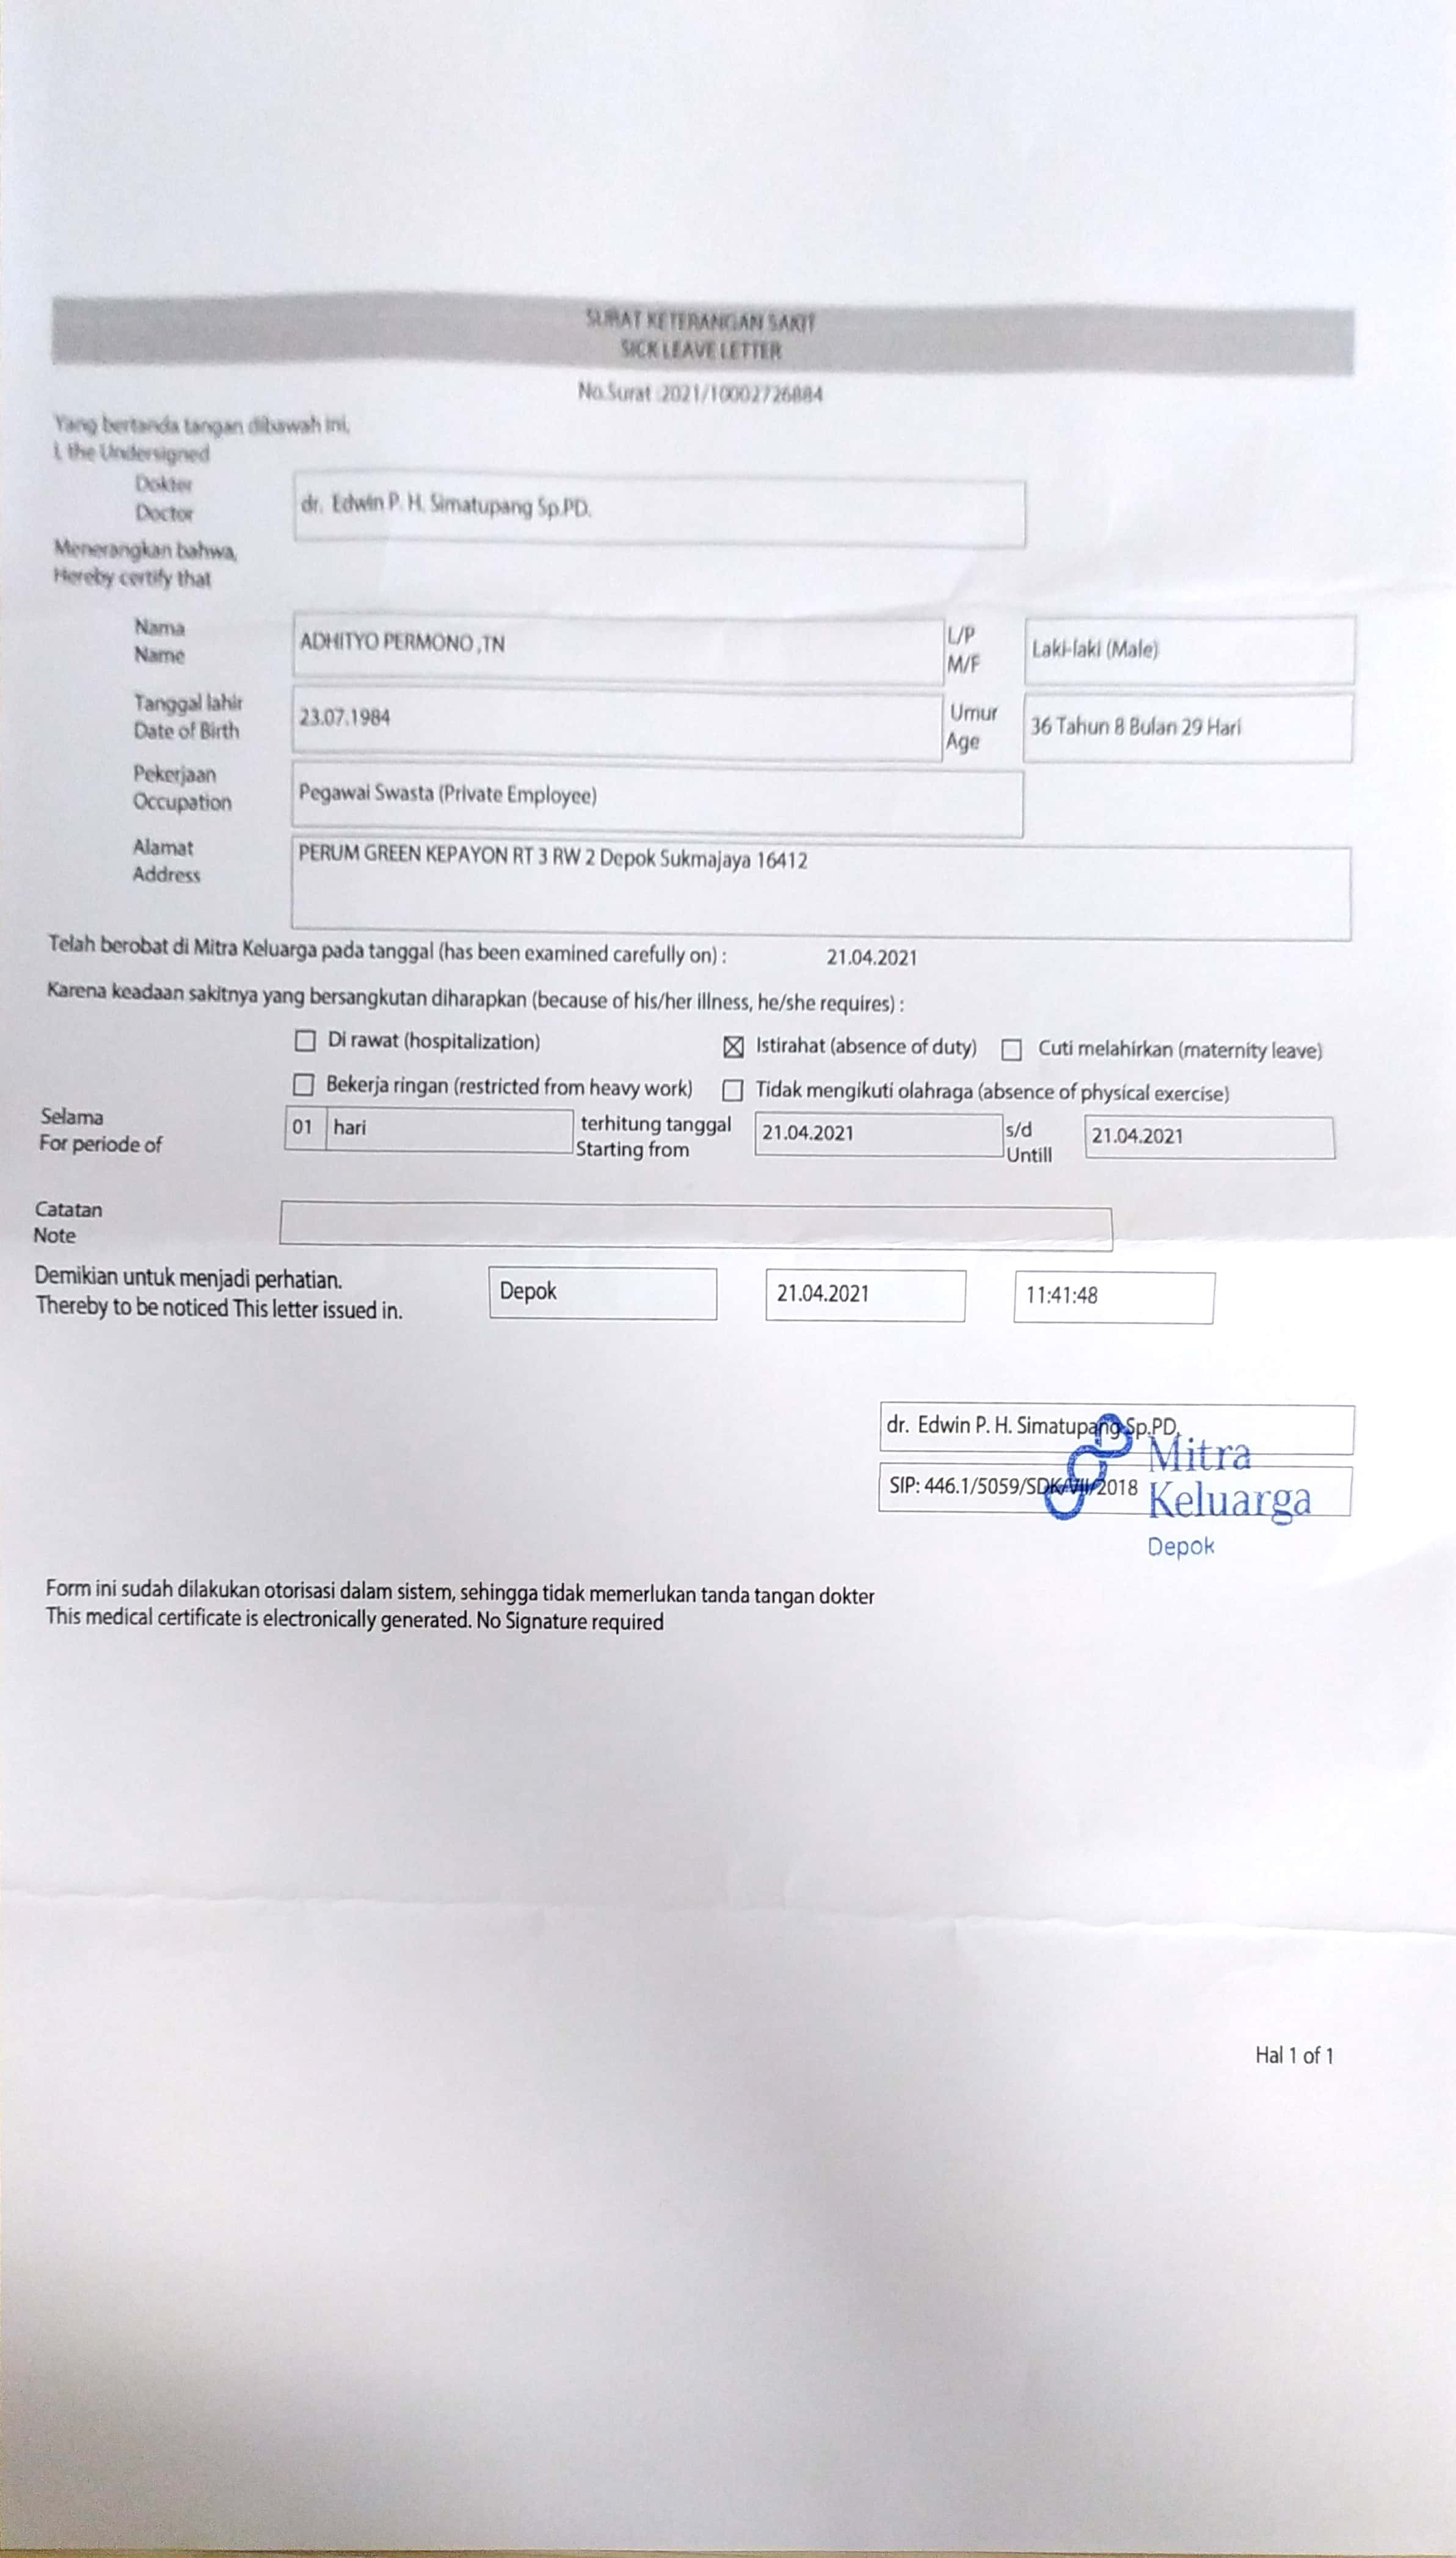 SURAT KETERANGAN SAKIT
SICK LEAVE LETTER
No.Surat :2021/10002726884
Yang bertanda tangan dibawah ini,
I, the Undersigned
Dokter
Doctor
dr. Edwin P. H. Simatupang Sp.PD.
Menerangkan bahwa,
Hereby certify that
Nama
Name
ADHITYO PERMONO ,TN
L/P
M/F
Laki-laki (Male)
Tanggal lahir
Date of Birth
23.07.1984
Umur
Age
36 Tahun 8 Bulan 29 Hari
Pekerjaan
Occupation
Pegawai Swasta (Private Employee)
Alamat
Address
PERUM GREEN KEPAYON RT 3 RW 2 Depok Sukmajaya 16412
Telah berobat di Mitra Keluarga pada tanggal (has been examined carefully on) : 21.04.2021
Karena keadaan sakitnya yang bersangkutan diharapkan (because of his/her illness, he/she requires) :
Di rawat (hospitalization) ☒ Istirahat (absence of duty) Cuti melahirkan (maternity leave)
Bekerja ringan (restricted from heavy work) Tidak mengikuti olahraga (absence of physical exercise)
Selama
For periode of
01 hari
terhitung tanggal
Starting from
21.04.2021
s/d
Untill
21.04.2021
Catatan
Note
Demikian untuk menjadi perhatian.
Thereby to be noticed This letter issued in.
Depok 21.04.2021 11:41:48
dr. Edwin P. H. Simatupang Sp.PD.
SIP: 446.1/5059/SDK/VII/2018
Mitra
Keluarga
Depok
Form ini sudah dilakukan otorisasi dalam sistem, sehingga tidak memerlukan tanda tangan dokter
This medical certificate is electronically generated. No Signature required
Hal 1 of 1